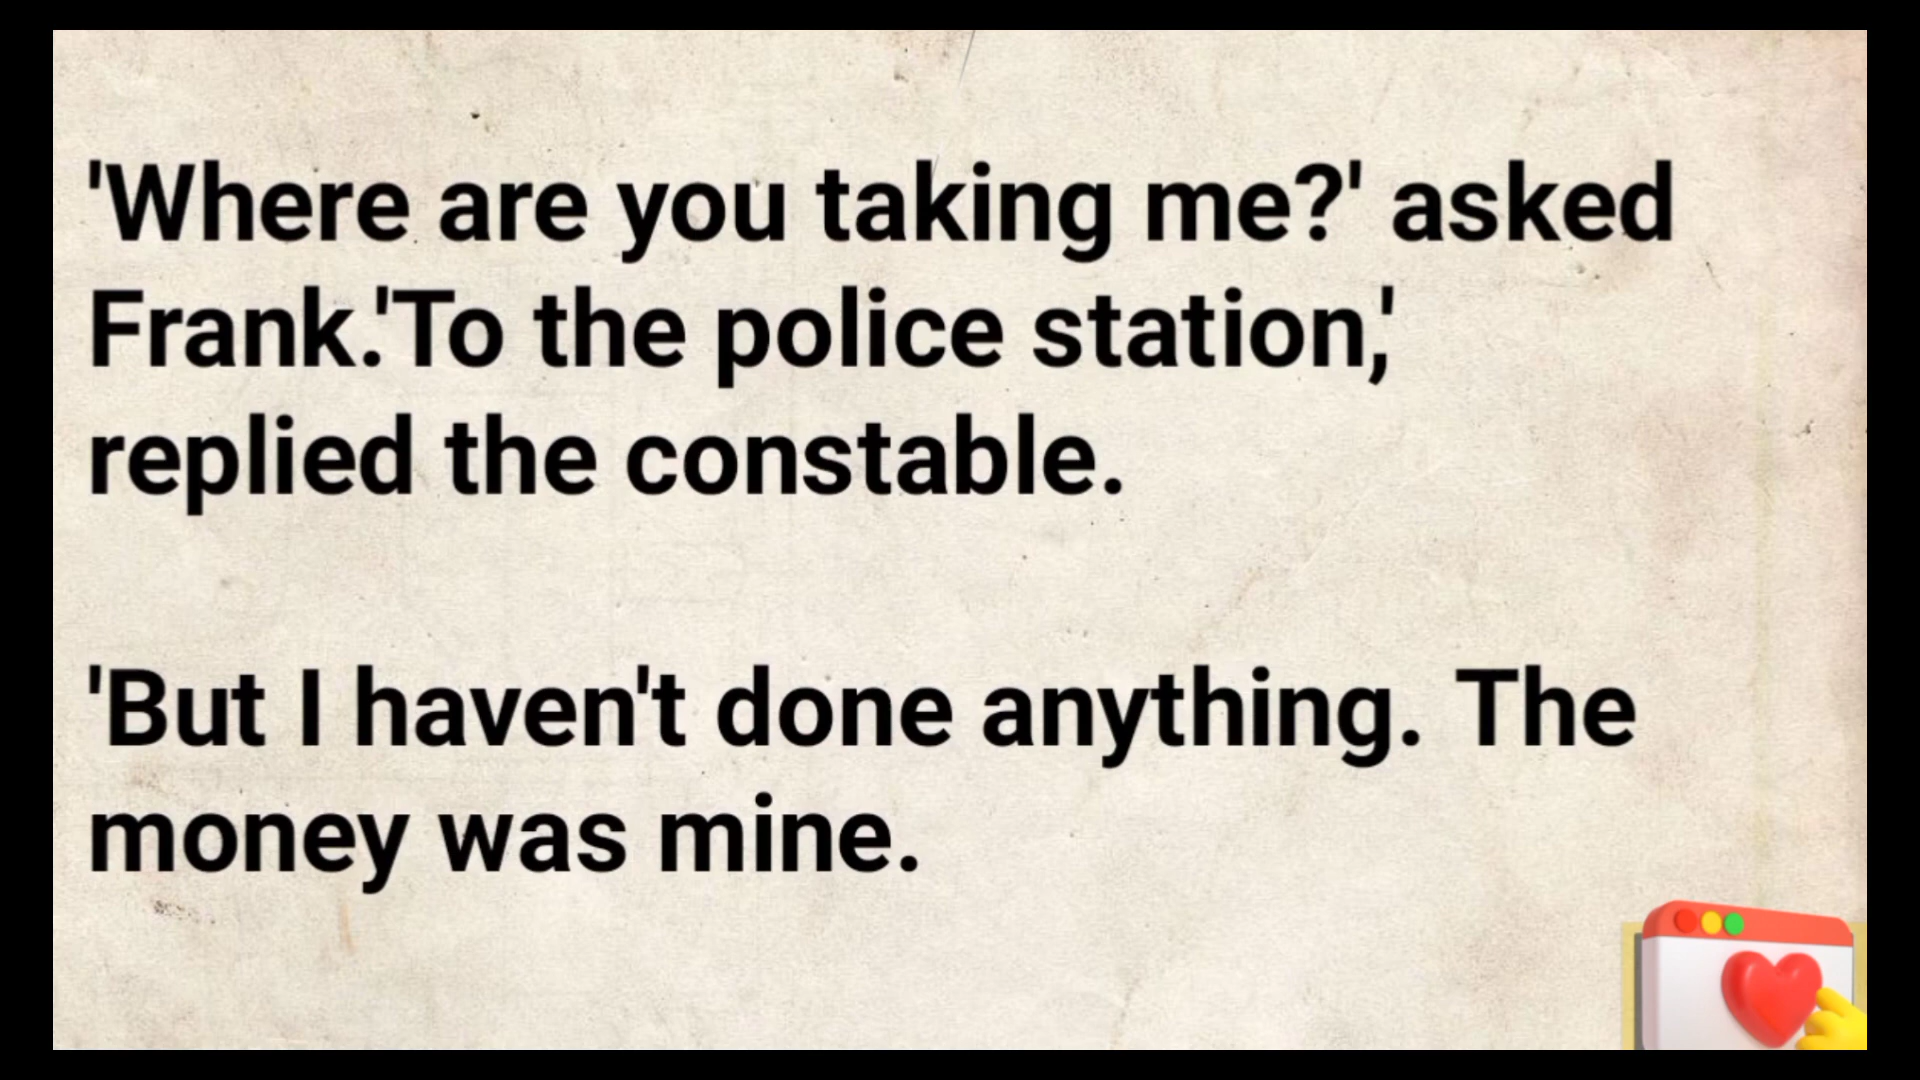 'Where are you taking me?' asked
Frank.'To the police station,'
replied the constable.
'But I haven't done anything. The
money was mine.